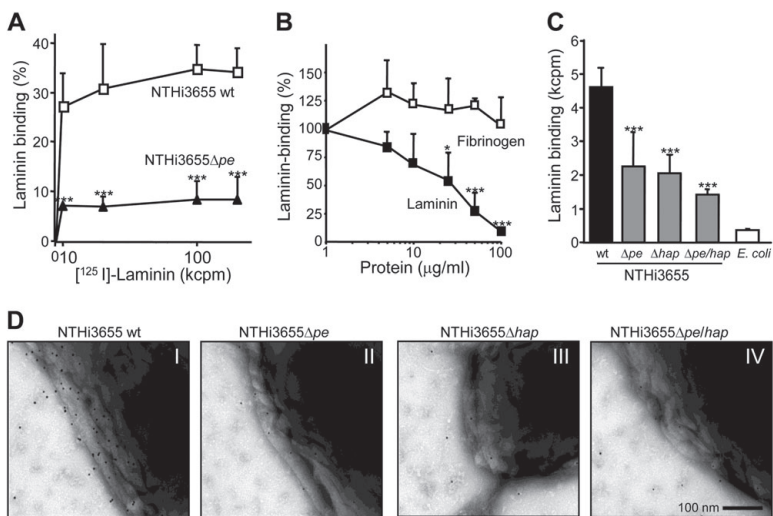 A
Laminin binding (%)
40
30
20
10
0
NTHi3655 wt
NTHi3655Δpe
*** *** *** ***
0 10 100
[¹²⁵I]-Laminin (kcpm)
B
Laminin-binding (%)
150
125
100
75
50
25
0
Fibrinogen
Laminin
* *** ***
1 10 100
Protein (μg/ml)
C
Laminin binding (kcpm)
6
5
4
3
2
1
0
*** *** ***
wt Δpe Δhap Δpe/hap E. coli
NTHi3655
D
NTHi3655 wt NTHi3655Δpe NTHi3655Δhap NTHi3655Δpe/hap
I II III IV
100 nm